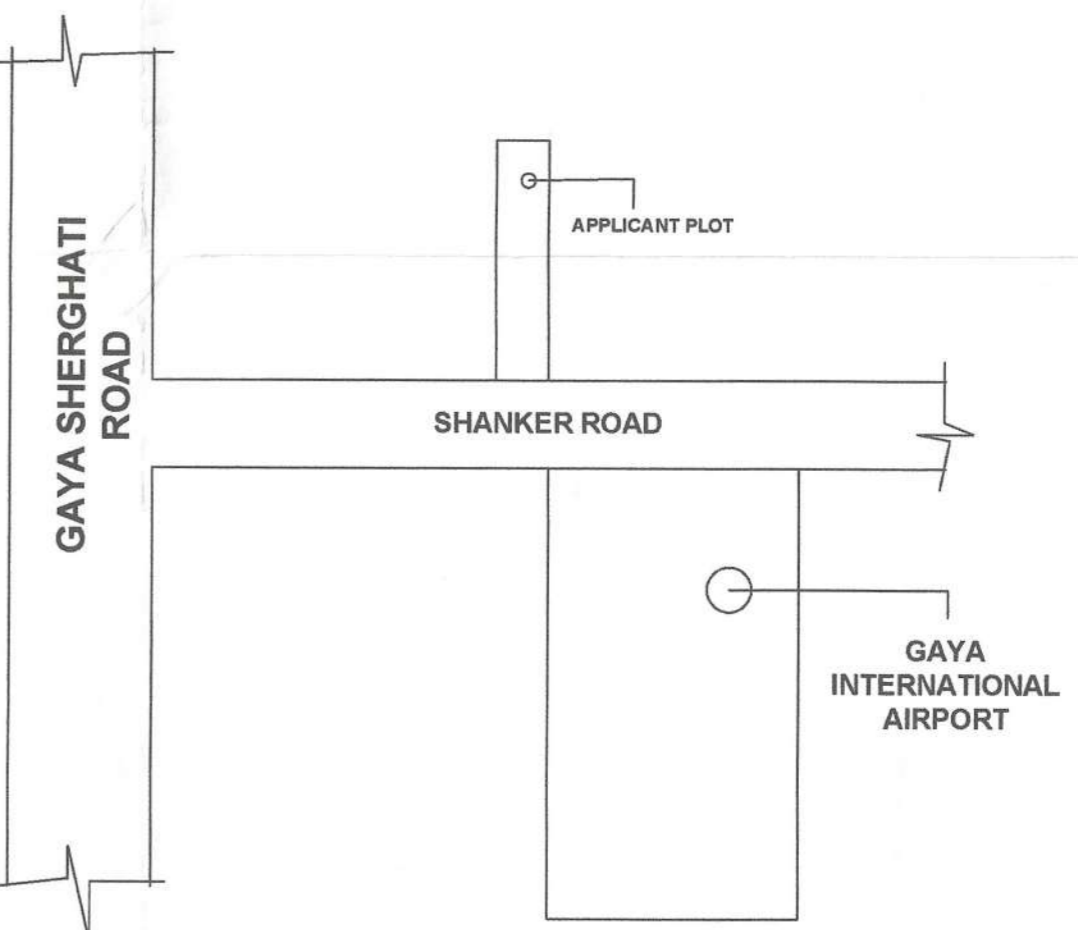 GAYA SHERGHATI
ROAD
APPLICANT PLOT
SHANKER ROAD
GAYA
INTERNATIONAL
AIRPORT